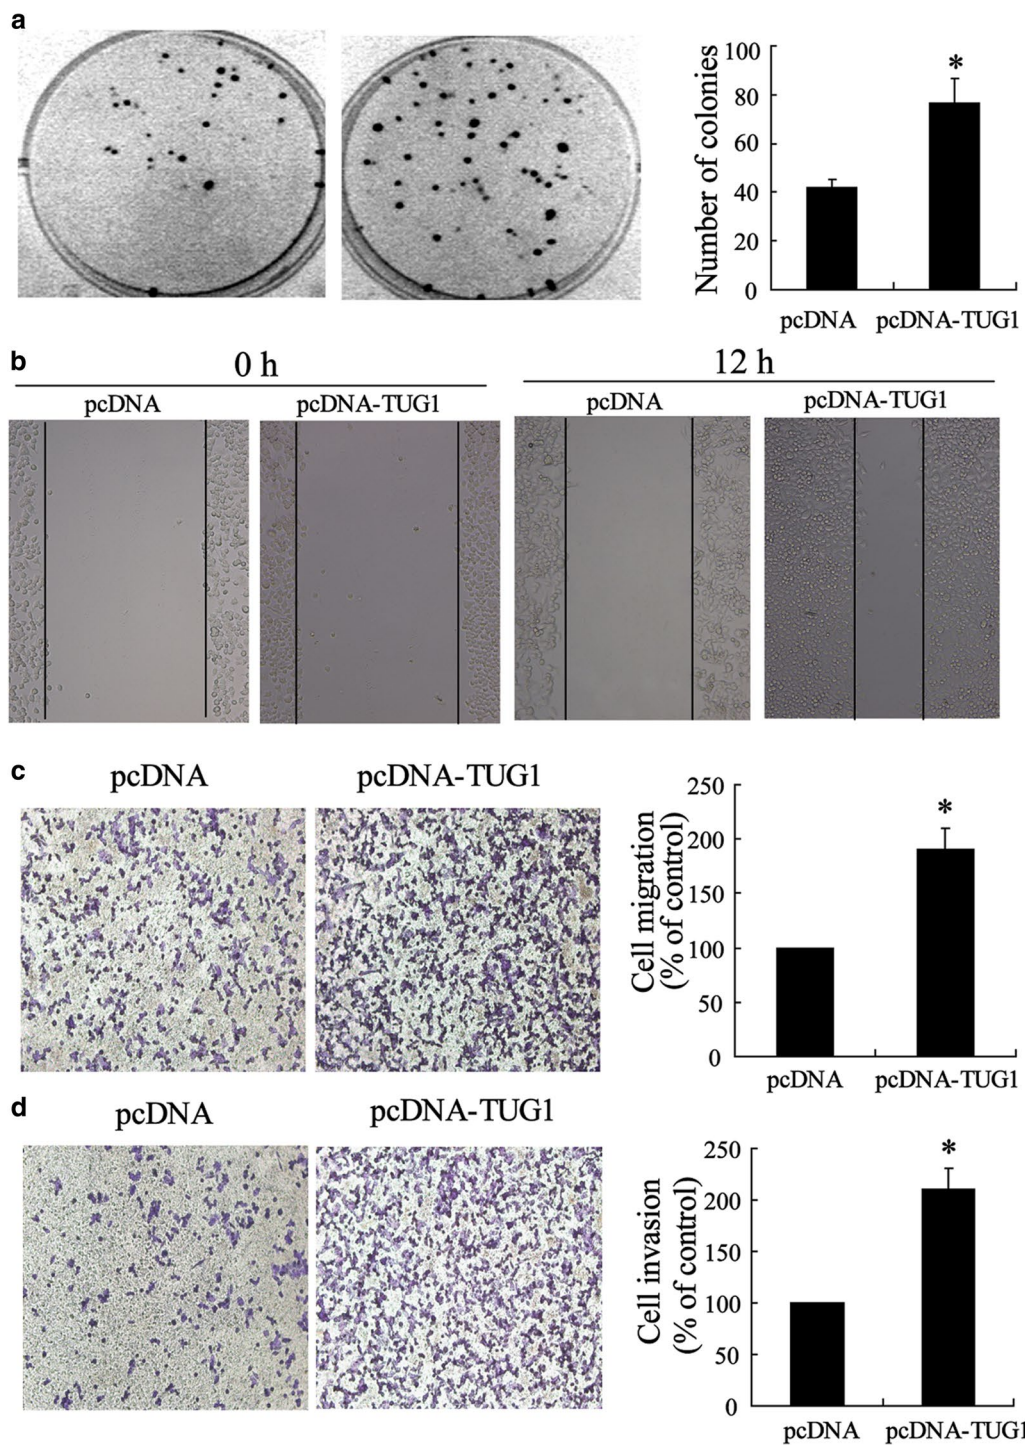 a
Number of colonies
100
80
60
40
20
0
*
pcDNA
pcDNA-TUG1
b
0 h
12 h
pcDNA
pcDNA-TUG1
pcDNA
pcDNA-TUG1
c
pcDNA
pcDNA-TUG1
Cell migration
(% of control)
250
200
150
100
50
0
*
pcDNA
pcDNA-TUG1
d
pcDNA
pcDNA-TUG1
Cell invasion
(% of control)
250
200
150
100
50
0
*
pcDNA
pcDNA-TUG1